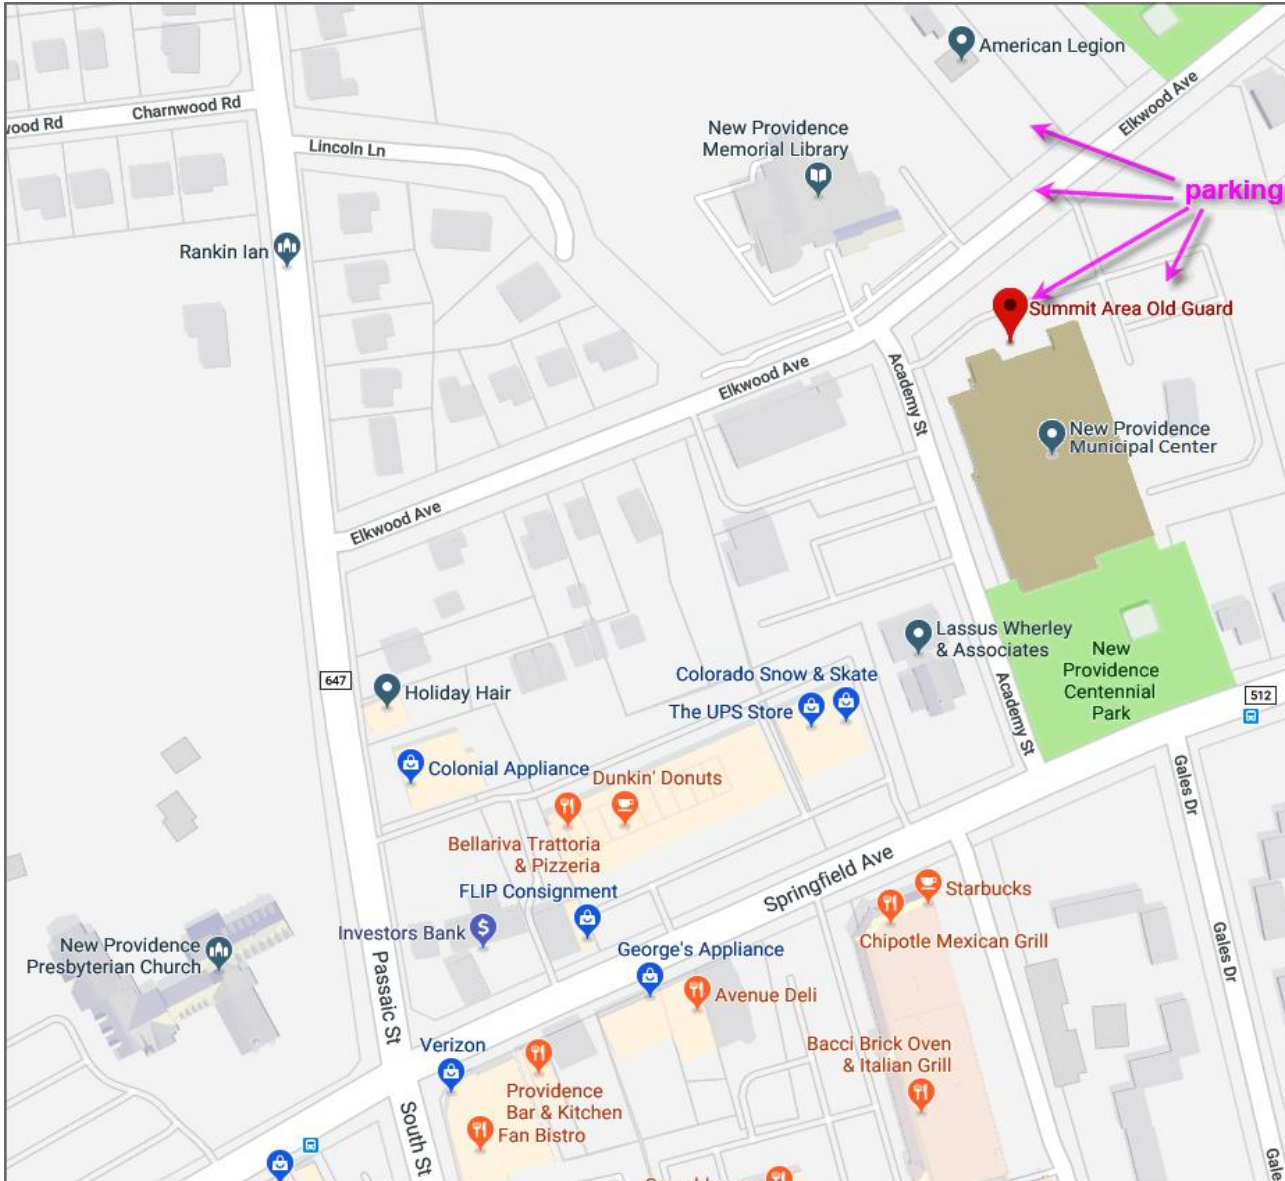 American Legion
Elkwood Ave
Charnwood Rd
wood Rd
Lincoln Ln
New Providence
Memorial Library
parking
Rankin Ian
Summit Area Old Guard
Elkwood Ave
Academy St
New Providence
Municipal Center
Elkwood Ave
Lassus Wherley
& Associates
New
Providence
Centennial
Park
647
Holiday Hair
Colorado Snow & Skate
The UPS Store
Academy St
512
Colonial Appliance
Dunkin' Donuts
Gales Dr
Bellariva Trattoria
& Pizzeria
Springfield Ave
FLIP Consignment
Starbucks
Investors Bank
Chipotle Mexican Grill
New Providence
Presbyterian Church
George's Appliance
Gales Dr
Passaic St
Avenue Deli
Verizon
Bacci Brick Oven
& Italian Grill
Providence
Bar & Kitchen
Fan Bistro
South St
Gales